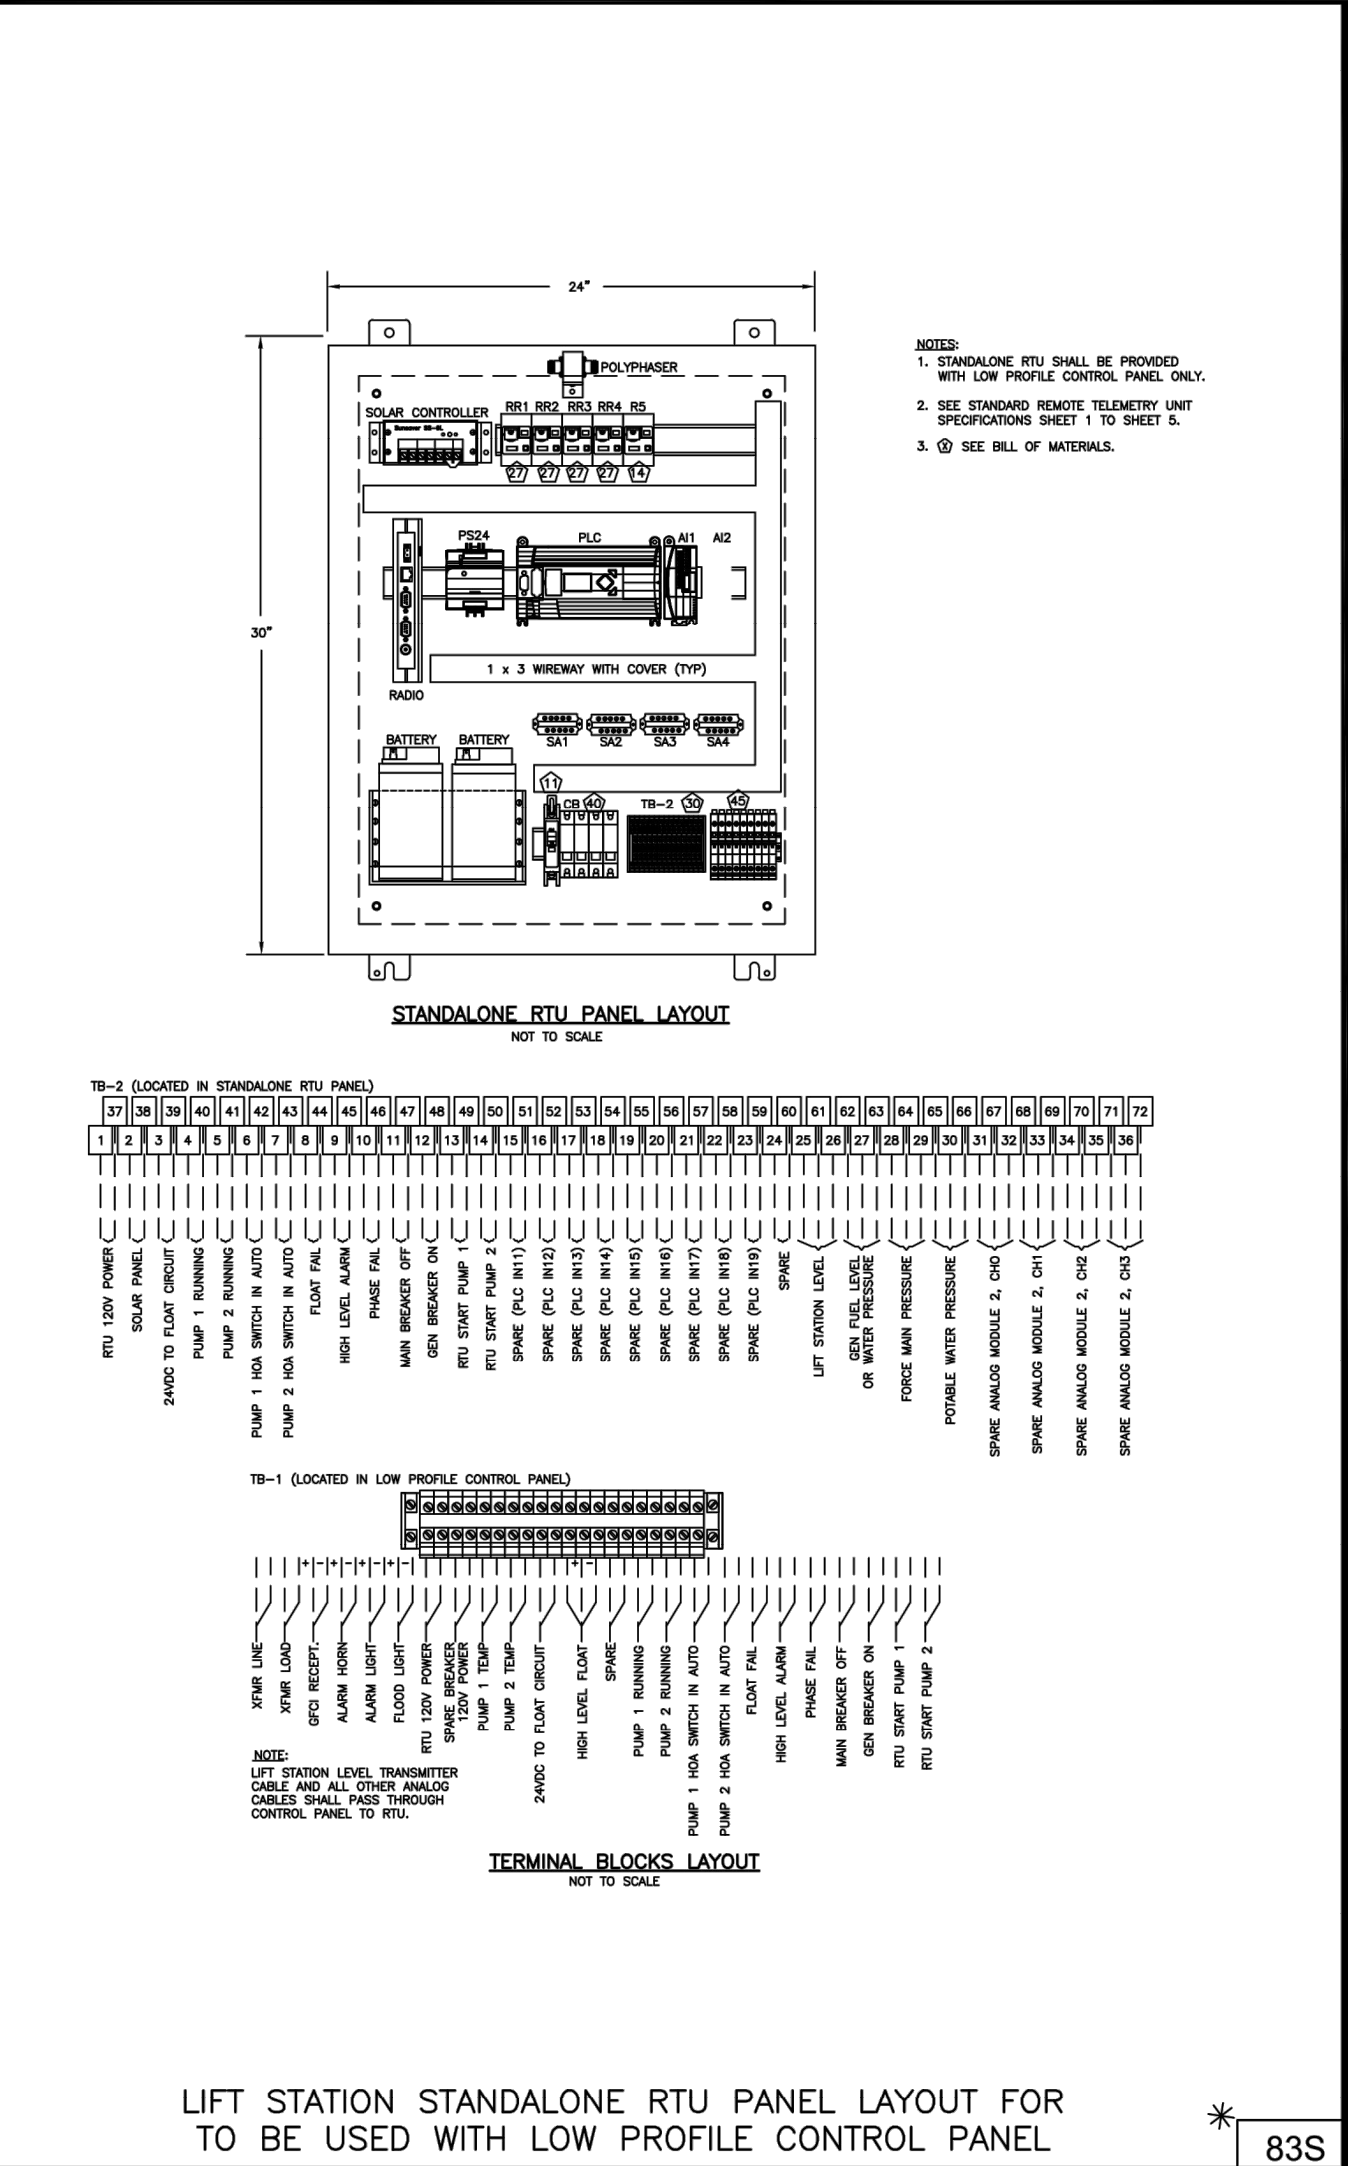 24"
NOTES:
1. STANDALONE RTU SHALL BE PROVIDED
WITH LOW PROFILE CONTROL PANEL ONLY.
2. SEE STANDARD REMOTE TELEMETRY UNIT
SPECIFICATIONS SHEET 1 TO SHEET 5.
3. X SEE BILL OF MATERIALS.
POLYPHASER
SOLAR CONTROLLER
RR1 RR2 RR3 RR4 R5
27 27 27 27 14
PS24 PLC AI1 AI2
30"
1 x 3 WIREWAY WITH COVER (TYP)
RADIO
SA1 SA2 SA3 SA4
BATTERY BATTERY
11
CB 40 TB-2 30 45
STANDALONE RTU PANEL LAYOUT
NOT TO SCALE
TB-2 (LOCATED IN STANDALONE RTU PANEL)
37 38 39 40 41 42 43 44 45 46 47 48 49 50 51 52 53 54 55 56 57 58 59 60 61 62 63 64 65 66 67 68 69 70 71 72
1 2 3 4 5 6 7 8 9 10 11 12 13 14 15 16 17 18 19 20 21 22 23 24 25 26 27 28 29 30 31 32 33 34 35 36
RTU 120V POWER
SOLAR PANEL
24VDC TO FLOAT CIRCUIT
PUMP 1 RUNNING
PUMP 2 RUNNING
PUMP 1 HOA SWITCH IN AUTO
PUMP 2 HOA SWITCH IN AUTO
FLOAT FAIL
HIGH LEVEL ALARM
PHASE FAIL
MAIN BREAKER OFF
GEN BREAKER ON
RTU START PUMP 1
RTU START PUMP 2
SPARE (PLC IN11)
SPARE (PLC IN12)
SPARE (PLC IN13)
SPARE (PLC IN14)
SPARE (PLC IN15)
SPARE (PLC IN16)
SPARE (PLC IN17)
SPARE (PLC IN18)
SPARE (PLC IN19)
SPARE
LIFT STATION LEVEL
GEN FUEL LEVEL
OR WATER PRESSURE
FORCE MAIN PRESSURE
POTABLE WATER PRESSURE
SPARE ANALOG MODULE 2, CH0
SPARE ANALOG MODULE 2, CH1
SPARE ANALOG MODULE 2, CH2
SPARE ANALOG MODULE 2, CH3
TB-1 (LOCATED IN LOW PROFILE CONTROL PANEL)
+ - + - + - + - + -
XFMR LINE
XFMR LOAD
GFCI RECEPT.
ALARM HORN
ALARM LIGHT
FLOOD LIGHT
RTU 120V POWER
SPARE BREAKER
120V POWER
PUMP 1 TEMP
PUMP 2 TEMP
24VDC TO FLOAT CIRCUIT
HIGH LEVEL FLOAT
SPARE
PUMP 1 RUNNING
PUMP 2 RUNNING
PUMP 1 HOA SWITCH IN AUTO
PUMP 2 HOA SWITCH IN AUTO
FLOAT FAIL
HIGH LEVEL ALARM
PHASE FAIL
MAIN BREAKER OFF
GEN BREAKER ON
RTU START PUMP 1
RTU START PUMP 2
NOTE:
LIFT STATION LEVEL TRANSMITTER
CABLE AND ALL OTHER ANALOG
CABLES SHALL PASS THROUGH
CONTROL PANEL TO RTU.
TERMINAL BLOCKS LAYOUT
NOT TO SCALE
LIFT STATION STANDALONE RTU PANEL LAYOUT FOR
TO BE USED WITH LOW PROFILE CONTROL PANEL
* 83S